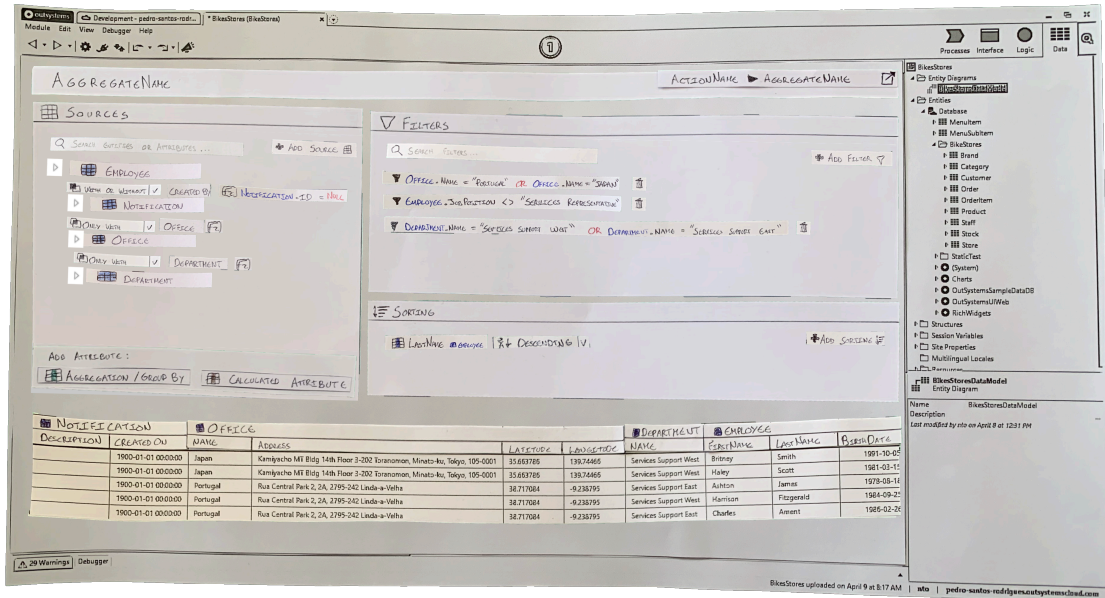 outsystems
Development - pedro-santos-rodr...
* BikesStores (BikeStores)
Module Edit View Debugger Help
1
Processes Interface Logic Data
AGGREGATENAME
ACTIONNAME ▶ AGGREGATENAME
SOURCES
SEARCH ENTITIES OR ATTRIBUTES...
+ ADD SOURCE
EMPLOYEE
WITH OR WITHOUT CREATED BY NOTIFICATION.ID = NULL
NOTIFICATION
ONLY WITH OFFICE
OFFICE
ONLY WITH DEPARTMENT
DEPARTMENT
ADD ATTRIBUTE:
AGGREGATION / GROUP BY
CALCULATED ATTRIBUTE
FILTERS
SEARCH FILTERS...
+ ADD FILTER
OFFICE.NAME = "PORTUGAL" OR OFFICE.NAME = "JAPAN"
EMPLOYEE.JOBPOSITION <> "SERVICES REPRESENTATIVE"
DEPARTMENT.NAME = "SERVICES SUPPORT WEST" OR DEPARTMENT.NAME = "SERVICES SUPPORT EAST"
SORTING
LASTNAME EMPLOYEE DESCENDING
+ ADD SORTING
NOTIFICATION OFFICE DEPARTMENT EMPLOYEE
DESCRIPTION CREATED ON NAME ADDRESS LATITUDE LONGITUDE NAME FIRSTNAME LASTNAME BIRTHDATE
1900-01-01 00:00:00 Japan Kamiyacho MT Bldg 14th Floor 3-202 Toranomon, Minato-ku, Tokyo, 105-0001 35.663785 139.74466 Services Support West Britney Smith 1991-10-05
1900-01-01 00:00:00 Japan Kamiyacho MT Bldg 14th Floor 3-202 Toranomon, Minato-ku, Tokyo, 105-0001 35.663785 139.74466 Services Support West Haley Scott 1981-03-15
1900-01-01 00:00:00 Portugal Rua Central Park 2, 2A, 2795-242 Linda-a-Velha 38.717084 -9.238795 Services Support East Ashton James 1978-08-18
1900-01-01 00:00:00 Portugal Rua Central Park 2, 2A, 2795-242 Linda-a-Velha 38.717084 -9.238795 Services Support West Harrison Fitzgerald 1984-09-25
1900-01-01 00:00:00 Portugal Rua Central Park 2, 2A, 2795-242 Linda-a-Velha 38.717084 -9.238795 Services Support East Charles Ament 1986-02-26
BikesStores
Entity Diagrams
BikesStoresDataModel
Entities
Database
MenuItem
MenuSubItem
BikeStores
Brand
Category
Customer
Order
OrderItem
Product
Staff
Stock
Store
StaticTest
(System)
Charts
OutSystemsSampleDataDB
OutSystemsUIWeb
RichWidgets
Structures
Session Variables
Site Properties
Multilingual Locales
Resources
BikesStoresDataModel
Entity Diagram
Name BikesStoresDataModel
Description
Last modified by nto on April 8 at 12:31 PM
29 Warnings Debugger
BikesStores uploaded on April 9 at 8:17 AM | nto | pedro-santos-rodrigues.outsystemscloud.com